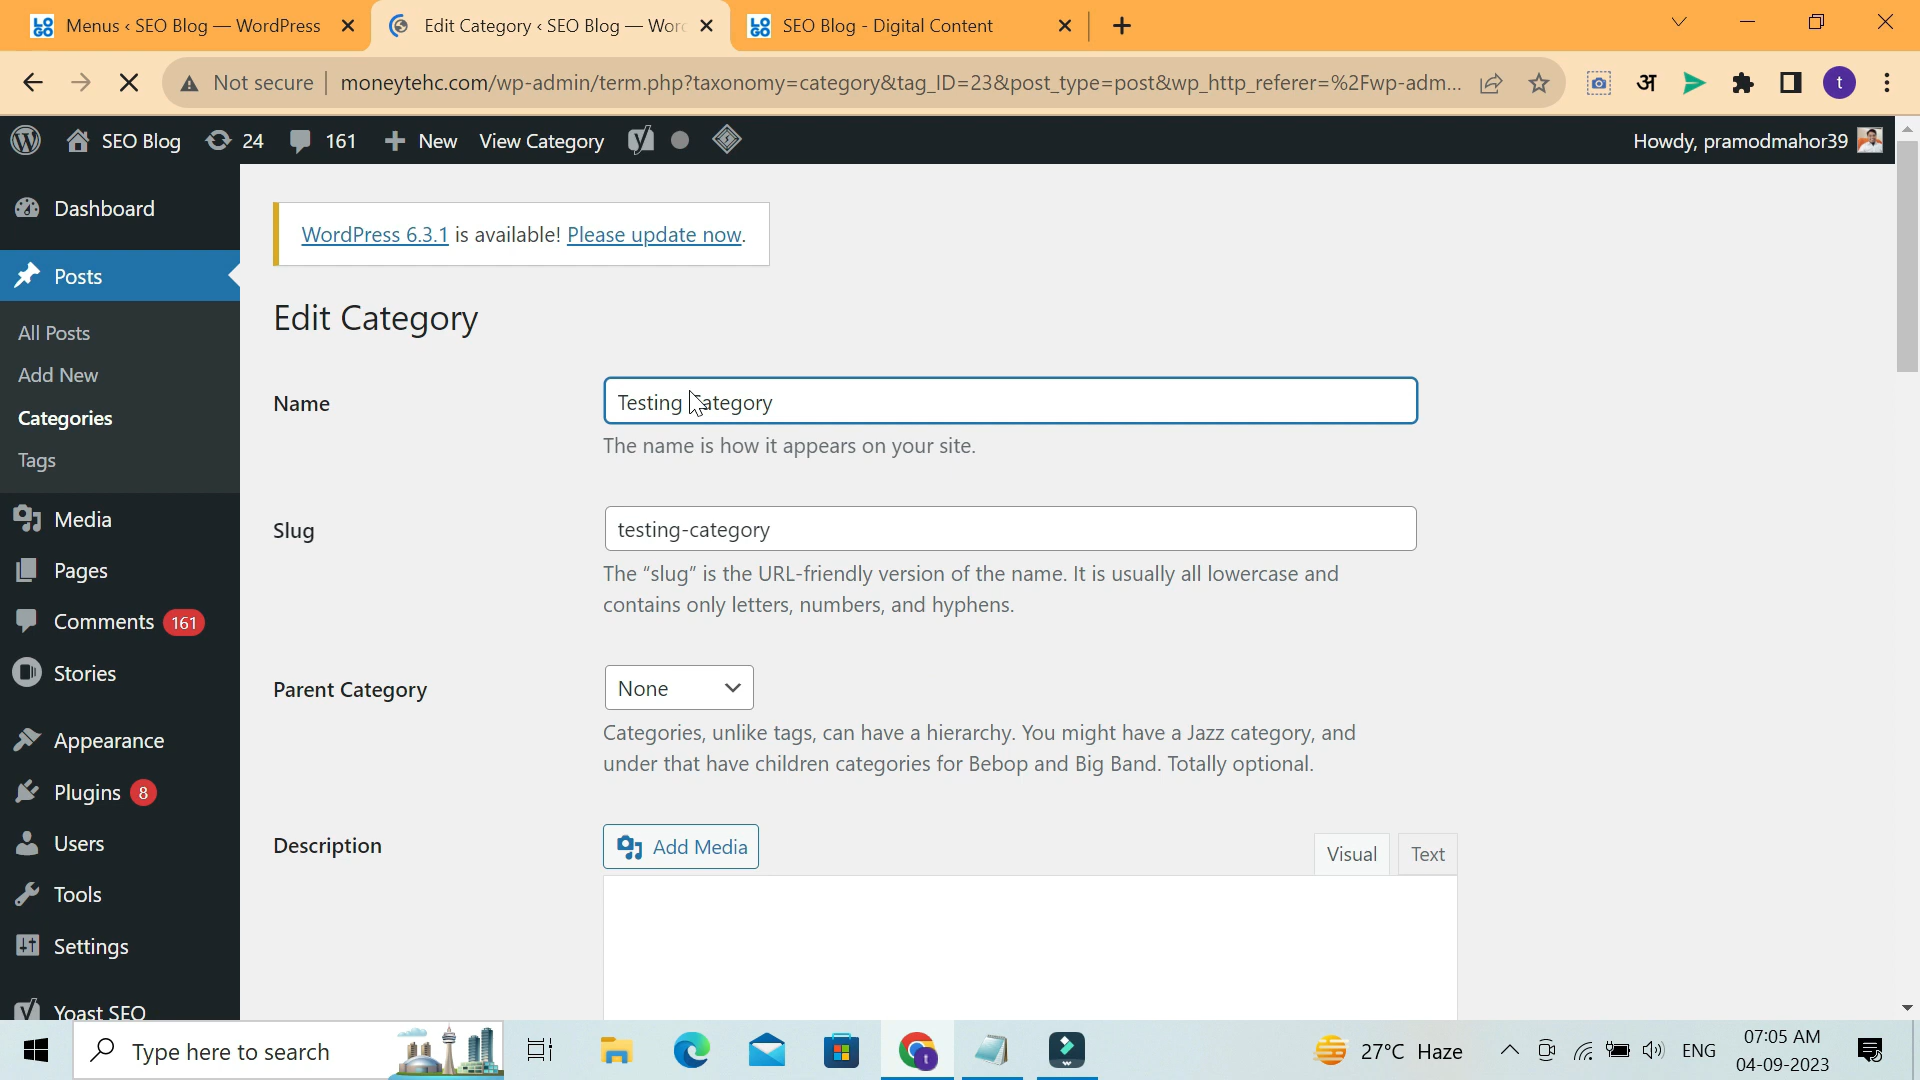 Menus ‹ SEO Blog — WordPress
Edit Category ‹ SEO Blog — Wor
SEO Blog - Digital Content
Not secure
moneytehc.com/wp-admin/term.php?taxonomy=category&tag_ID=23&post_type=post&wp_http_referer=%2Fwp-adm...
अ
t
SEO Blog
24
161
New
View Category
Howdy, pramodmahor39
Dashboard
Posts
All Posts
Add New
Categories
Tags
Media
Pages
Comments 161
Stories
Appearance
Plugins 8
Users
Tools
Settings
Yoast SEO
WordPress 6.3.1 is available! Please update now.
Edit Category
Name
Testing Category
The name is how it appears on your site.
Slug
testing-category
The “slug” is the URL-friendly version of the name. It is usually all lowercase and
contains only letters, numbers, and hyphens.
Parent Category
None
Categories, unlike tags, can have a hierarchy. You might have a Jazz category, and
under that have children categories for Bebop and Big Band. Totally optional.
Description
Add Media
Visual
Text
Type here to search
27°C Haze
ENG
07:05 AM
04-09-2023